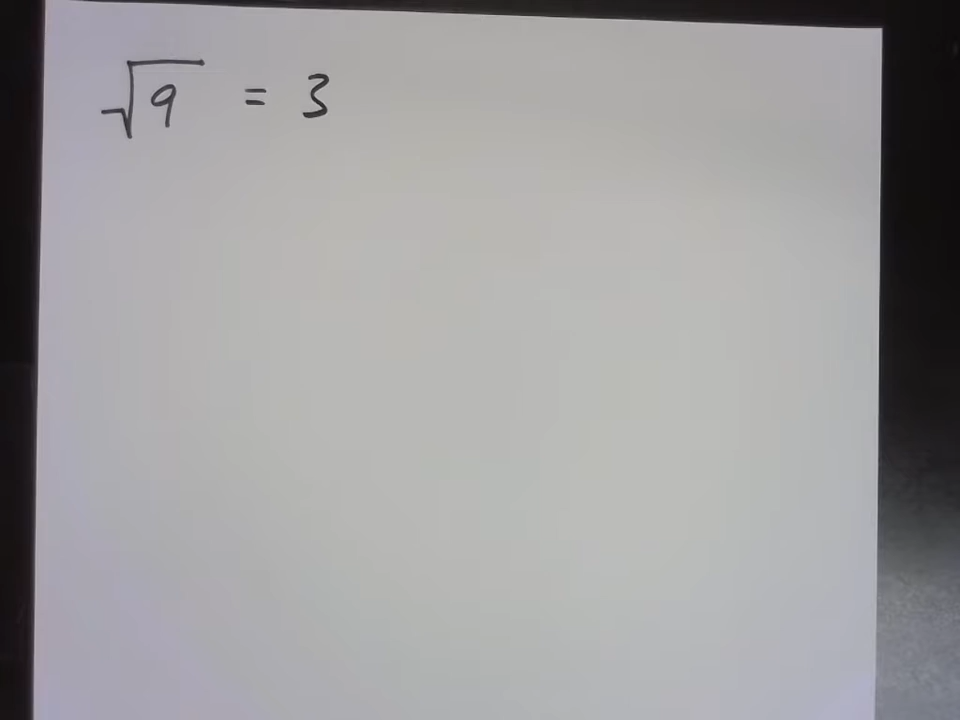 √9 = 3